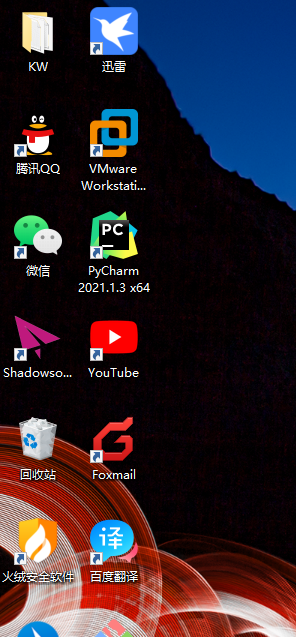 KW
迅雷
腾讯QQ
VMware
Workstati...
微信
PC
PyCharm
2021.1.3 x64
Shadowso...
YouTube
回收站
Foxmail
火绒安全软件
译
百度翻译